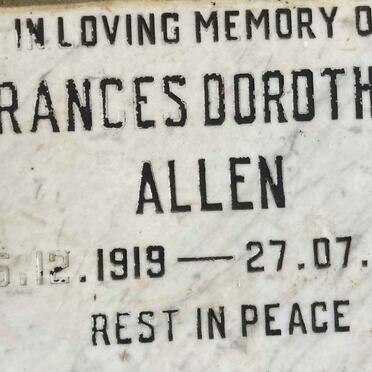 IN LOVING MEMORY O
RANCES DOROTH
ALLEN
.12.1919 — 27.07.
REST IN PEACE